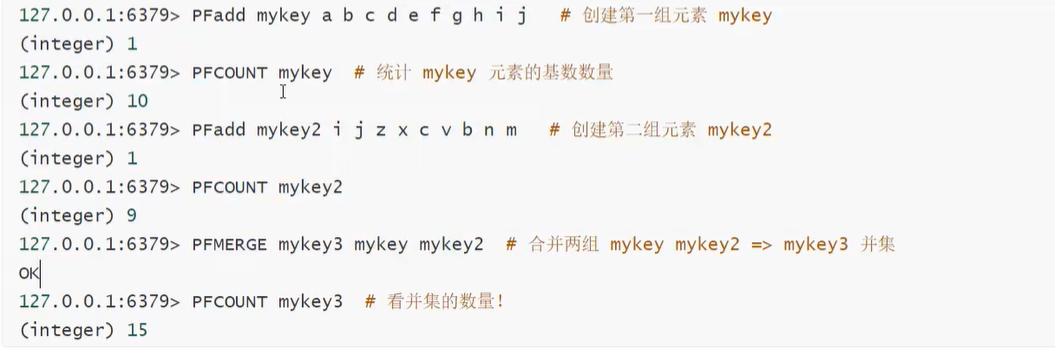 127.0.0.1:6379> PFadd mykey a b c d e f g h i j   # 创建第一组元素 mykey
(integer) 1
127.0.0.1:6379> PFCOUNT mykey  # 统计 mykey 元素的基数数量
(integer) 10
127.0.0.1:6379> PFadd mykey2 i j z x c v b n m   # 创建第二组元素 mykey2
(integer) 1
127.0.0.1:6379> PFCOUNT mykey2
(integer) 9
127.0.0.1:6379> PFMERGE mykey3 mykey mykey2  # 合并两组 mykey mykey2 => mykey3 并集
OK
127.0.0.1:6379> PFCOUNT mykey3  # 看并集的数量！
(integer) 15